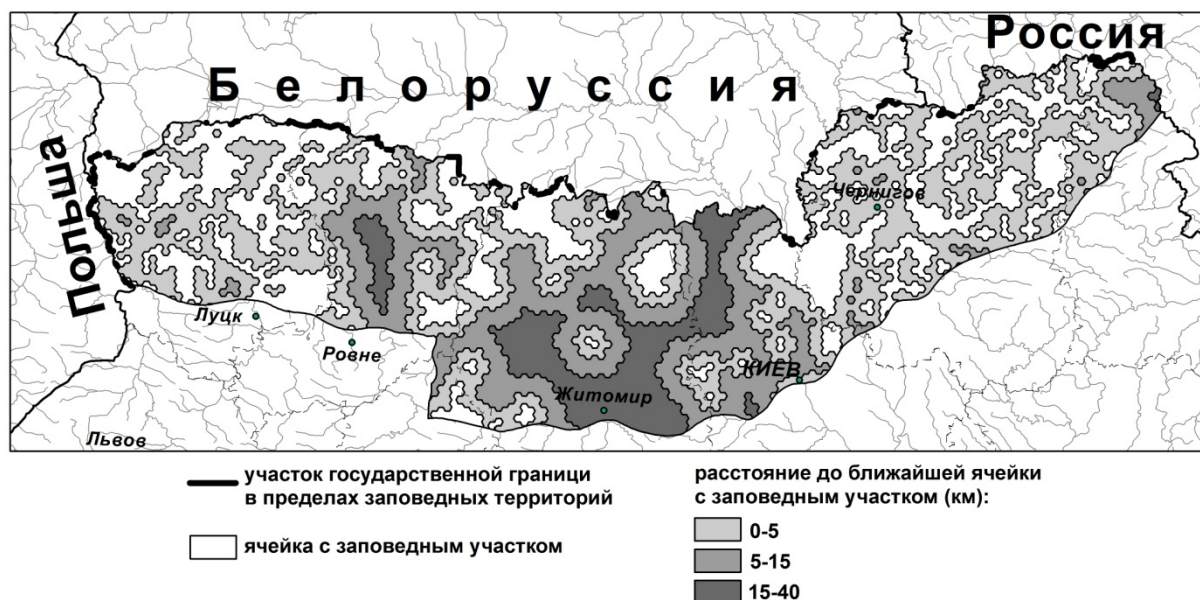 Россия
Белоруссия
Польша
Чернигов
Луцк
Ровне
КИЕВ
Житомир
Львов
участок государственной граници
в пределах заповедных территорий
ячейка с заповедным участком
расстояние до ближайшей ячейки
с заповедным участком (км):
0-5
5-15
15-40